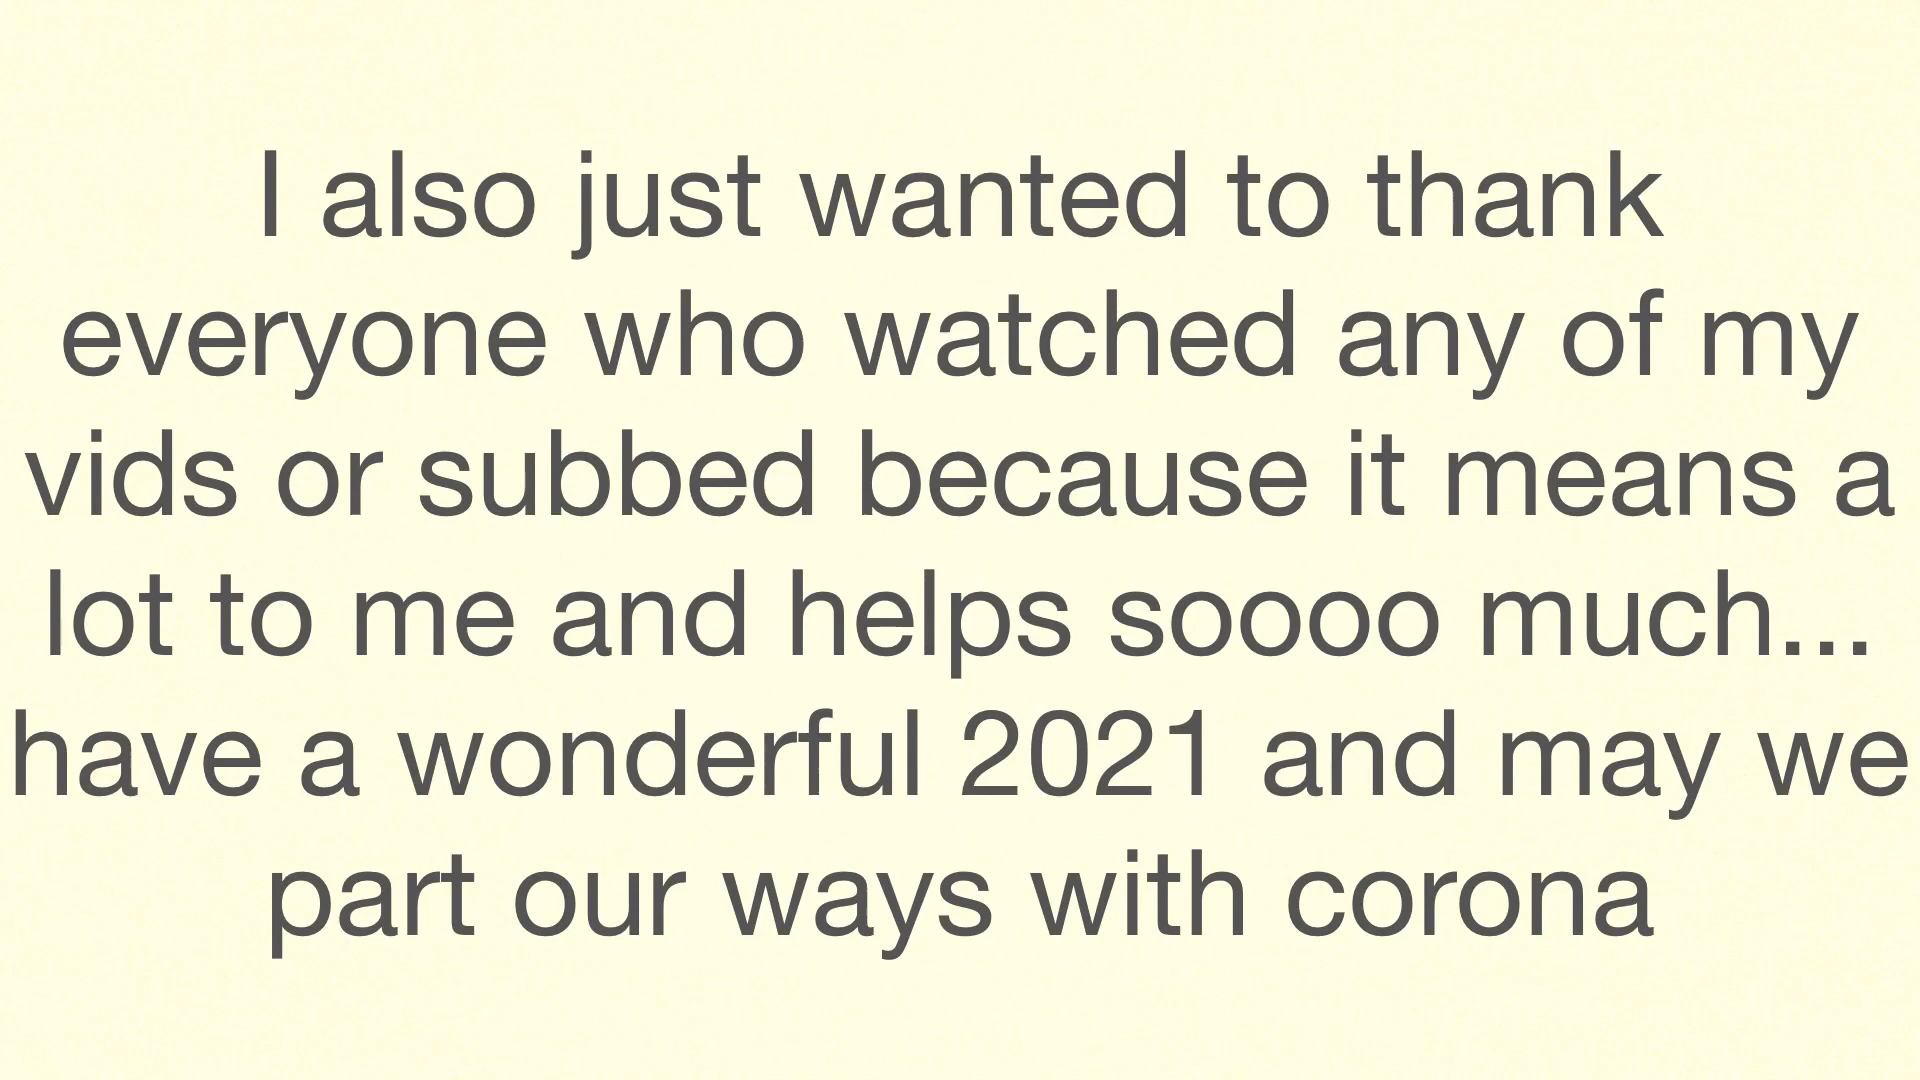 I also just wanted to thank
everyone who watched any of my
vids or subbed because it means a
lot to me and helps soooo much...
have a wonderful 2021 and may we
part our ways with corona